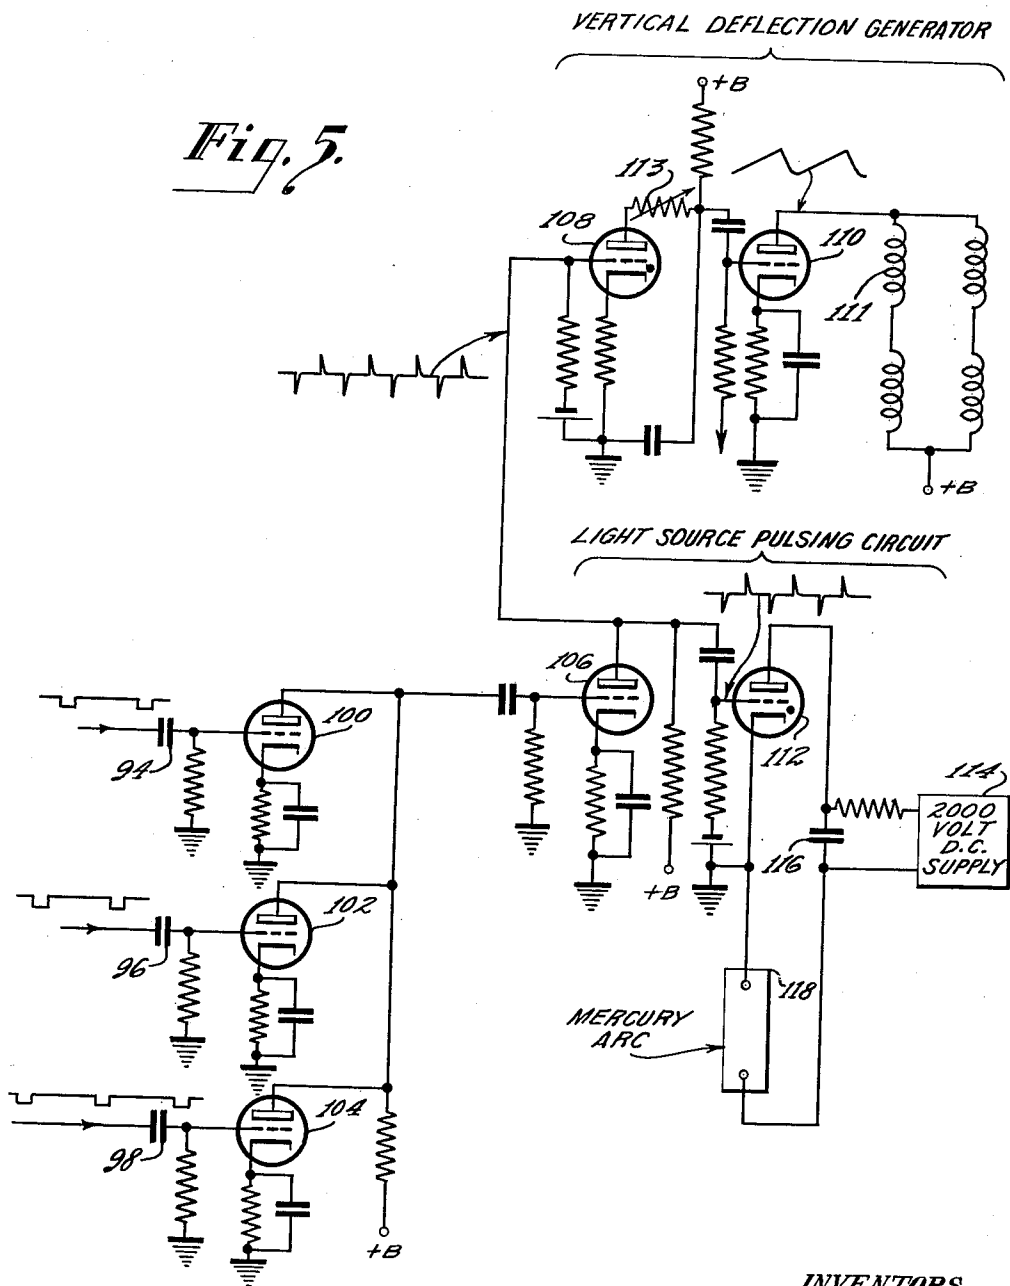 VERTICAL DEFLECTION GENERATOR
+B
Fig. 5.
113
108
110
111
+B
LIGHT SOURCE PULSING CIRCUIT
106
100
94
112
114
2000
VOLT
D.C.
SUPPLY
116
+B
102
96
118
MERCURY
ARC
104
98
+B
INVENTORS